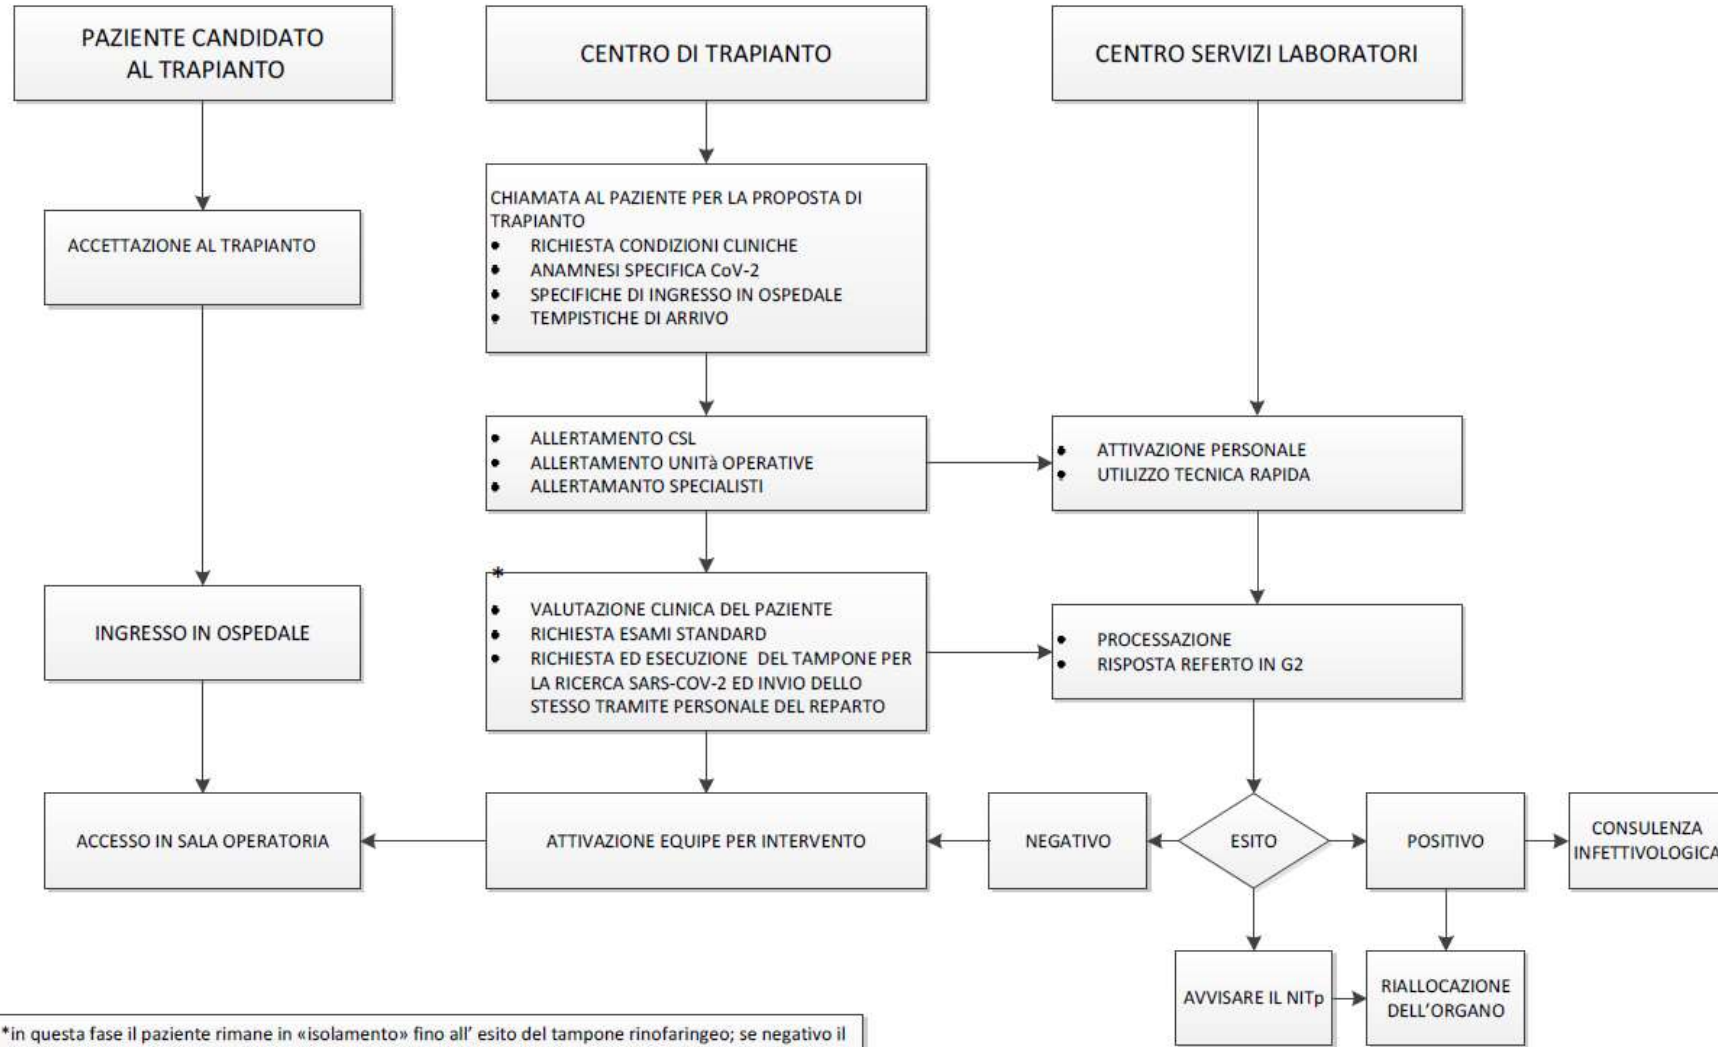 PAZIENTE CANDIDATO
AL TRAPIANTO
CENTRO DI TRAPIANTO
CENTRO SERVIZI LABORATORI
CHIAMATA AL PAZIENTE PER LA PROPOSTA DI
TRAPIANTO
• RICHIESTA CONDIZIONI CLINICHE
• ANAMNESI SPECIFICA CoV-2
• SPECIFICHE DI INGRESSO IN OSPEDALE
• TEMPISTICHE DI ARRIVO
ACCETTAZIONE AL TRAPIANTO
• ALLERTAMENTO CSL
• ALLERTAMENTO UNITà OPERATIVE
• ALLERTAMANTO SPECIALISTI
• ATTIVAZIONE PERSONALE
• UTILIZZO TECNICA RAPIDA
*
• VALUTAZIONE CLINICA DEL PAZIENTE
• RICHIESTA ESAMI STANDARD
• RICHIESTA ED ESECUZIONE DEL TAMPONE PER
LA RICERCA SARS-COV-2 ED INVIO DELLO
STESSO TRAMITE PERSONALE DEL REPARTO
INGRESSO IN OSPEDALE
• PROCESSAZIONE
• RISPOSTA REFERTO IN G2
ACCESSO IN SALA OPERATORIA
ATTIVAZIONE EQUIPE PER INTERVENTO
NEGATIVO
ESITO
POSITIVO
CONSULENZA
INFETTIVOLOGICA
AVVISARE IL NITp
RIALLOCAZIONE
DELL'ORGANO
*in questa fase il paziente rimane in «isolamento» fino all' esito del tampone rinofaringeo; se negativo il